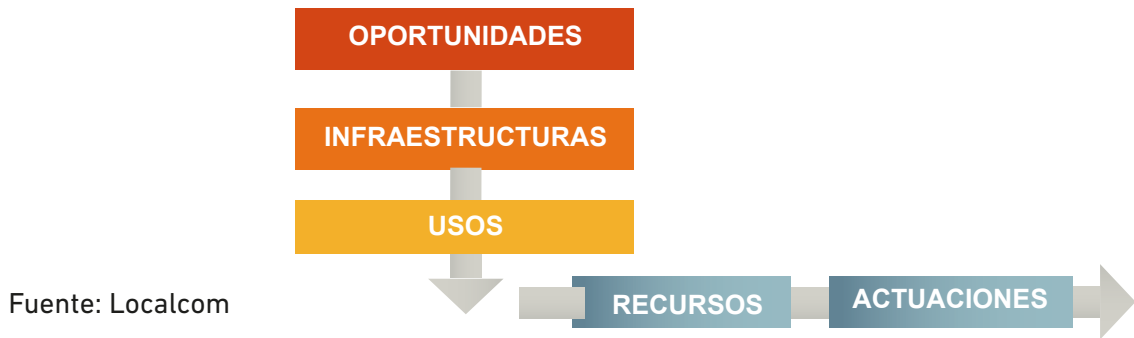 OPORTUNIDADES
INFRAESTRUCTURAS
USOS
Fuente: Localcom
RECURSOS
ACTUACIONES